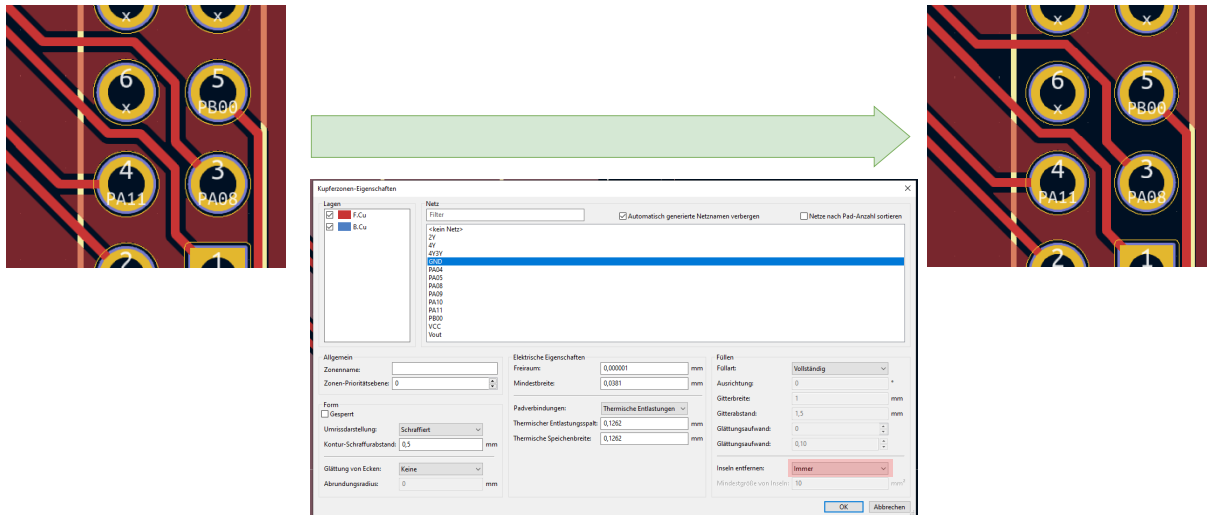 x
x
6
5
x
PB00
4
3
PA11
PA08
2
1
x
x
6
5
x
PB00
4
3
PA11
PA08
2
1
Kupferzonen-Eigenschaften
Lagen
F.Cu
B.Cu
Netz
Filter
Automatisch generierte Netznamen verbergen
Netze nach Pad-Anzahl sortieren
<kein Netz>
2Y
4Y
4Y3Y
GND
PA04
PA05
PA08
PA09
PA10
PA11
PB00
VCC
Vout
Allgemein
Zonenname:
Zonen-Prioritätsebene: 0
Form
Gesperrt
Umrissdarstellung: Schraffiert
Kontur-Schraffurabstand: 0,5 mm
Glättung von Ecken: Keine
Abrundungsradius: 0 mm
Elektrische Eigenschaften
Freiraum: 0,000001 mm
Mindestbreite: 0,0381 mm
Padverbindungen: Thermische Entlastungen
Thermischer Entlastungsspalt: 0,1262 mm
Thermische Speichenbreite: 0,1262 mm
Füllen
Füllart: Vollständig
Ausrichtung: 0 °
Gitterbreite: 1 mm
Gitterabstand: 1,5 mm
Glättungsaufwand: 0
Glättungsaufwand: 0,10
Inseln entfernen: Immer
Mindestgröße von Inseln: 10 mm²
OK
Abbrechen